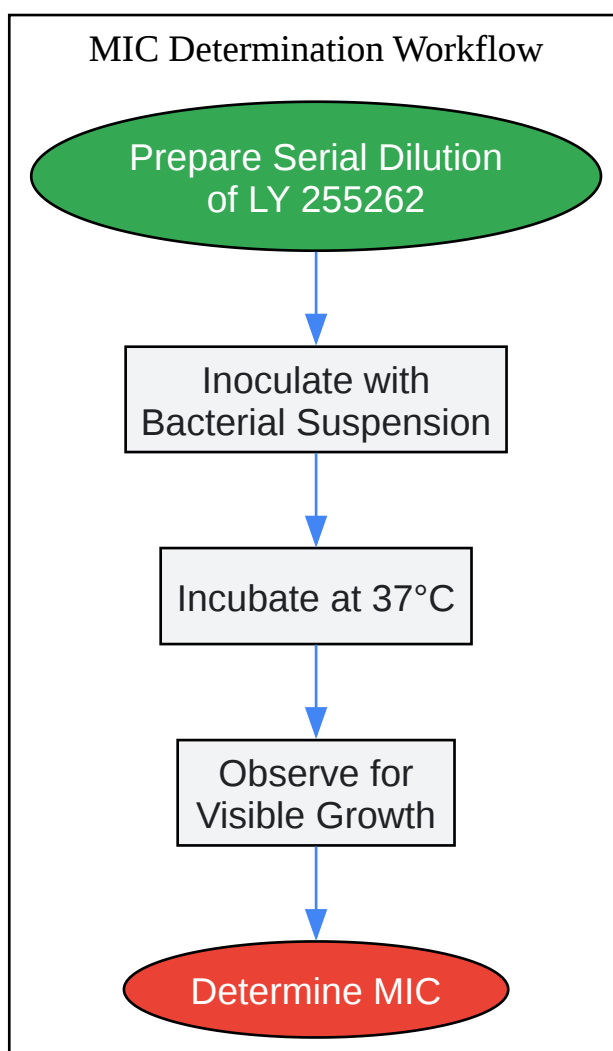 MIC Determination Workflow
Prepare Serial Dilution
of LY 255262
Inoculate with
Bacterial Suspension
Incubate at 37°C
Observe for
Visible Growth
Determine MIC